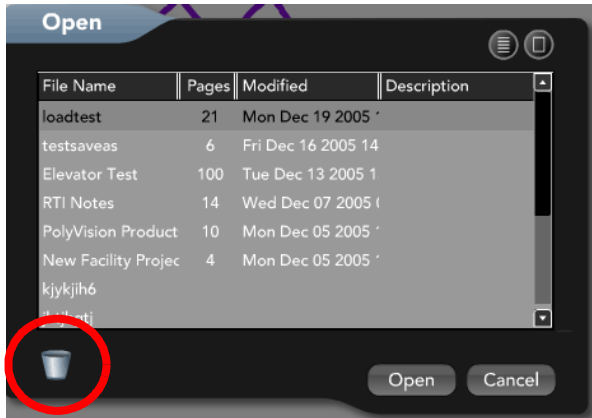 Open
File Name Pages Modified Description
loadtest 21 Mon Dec 19 2005
testsaveas 6 Fri Dec 16 2005 14
Elevator Test 100 Tue Dec 13 2005 1
RTI Notes 14 Wed Dec 07 2005
PolyVision Product 10 Mon Dec 05 2005
New Facility Projec 4 Mon Dec 05 2005
kjykjih6
Open Cancel